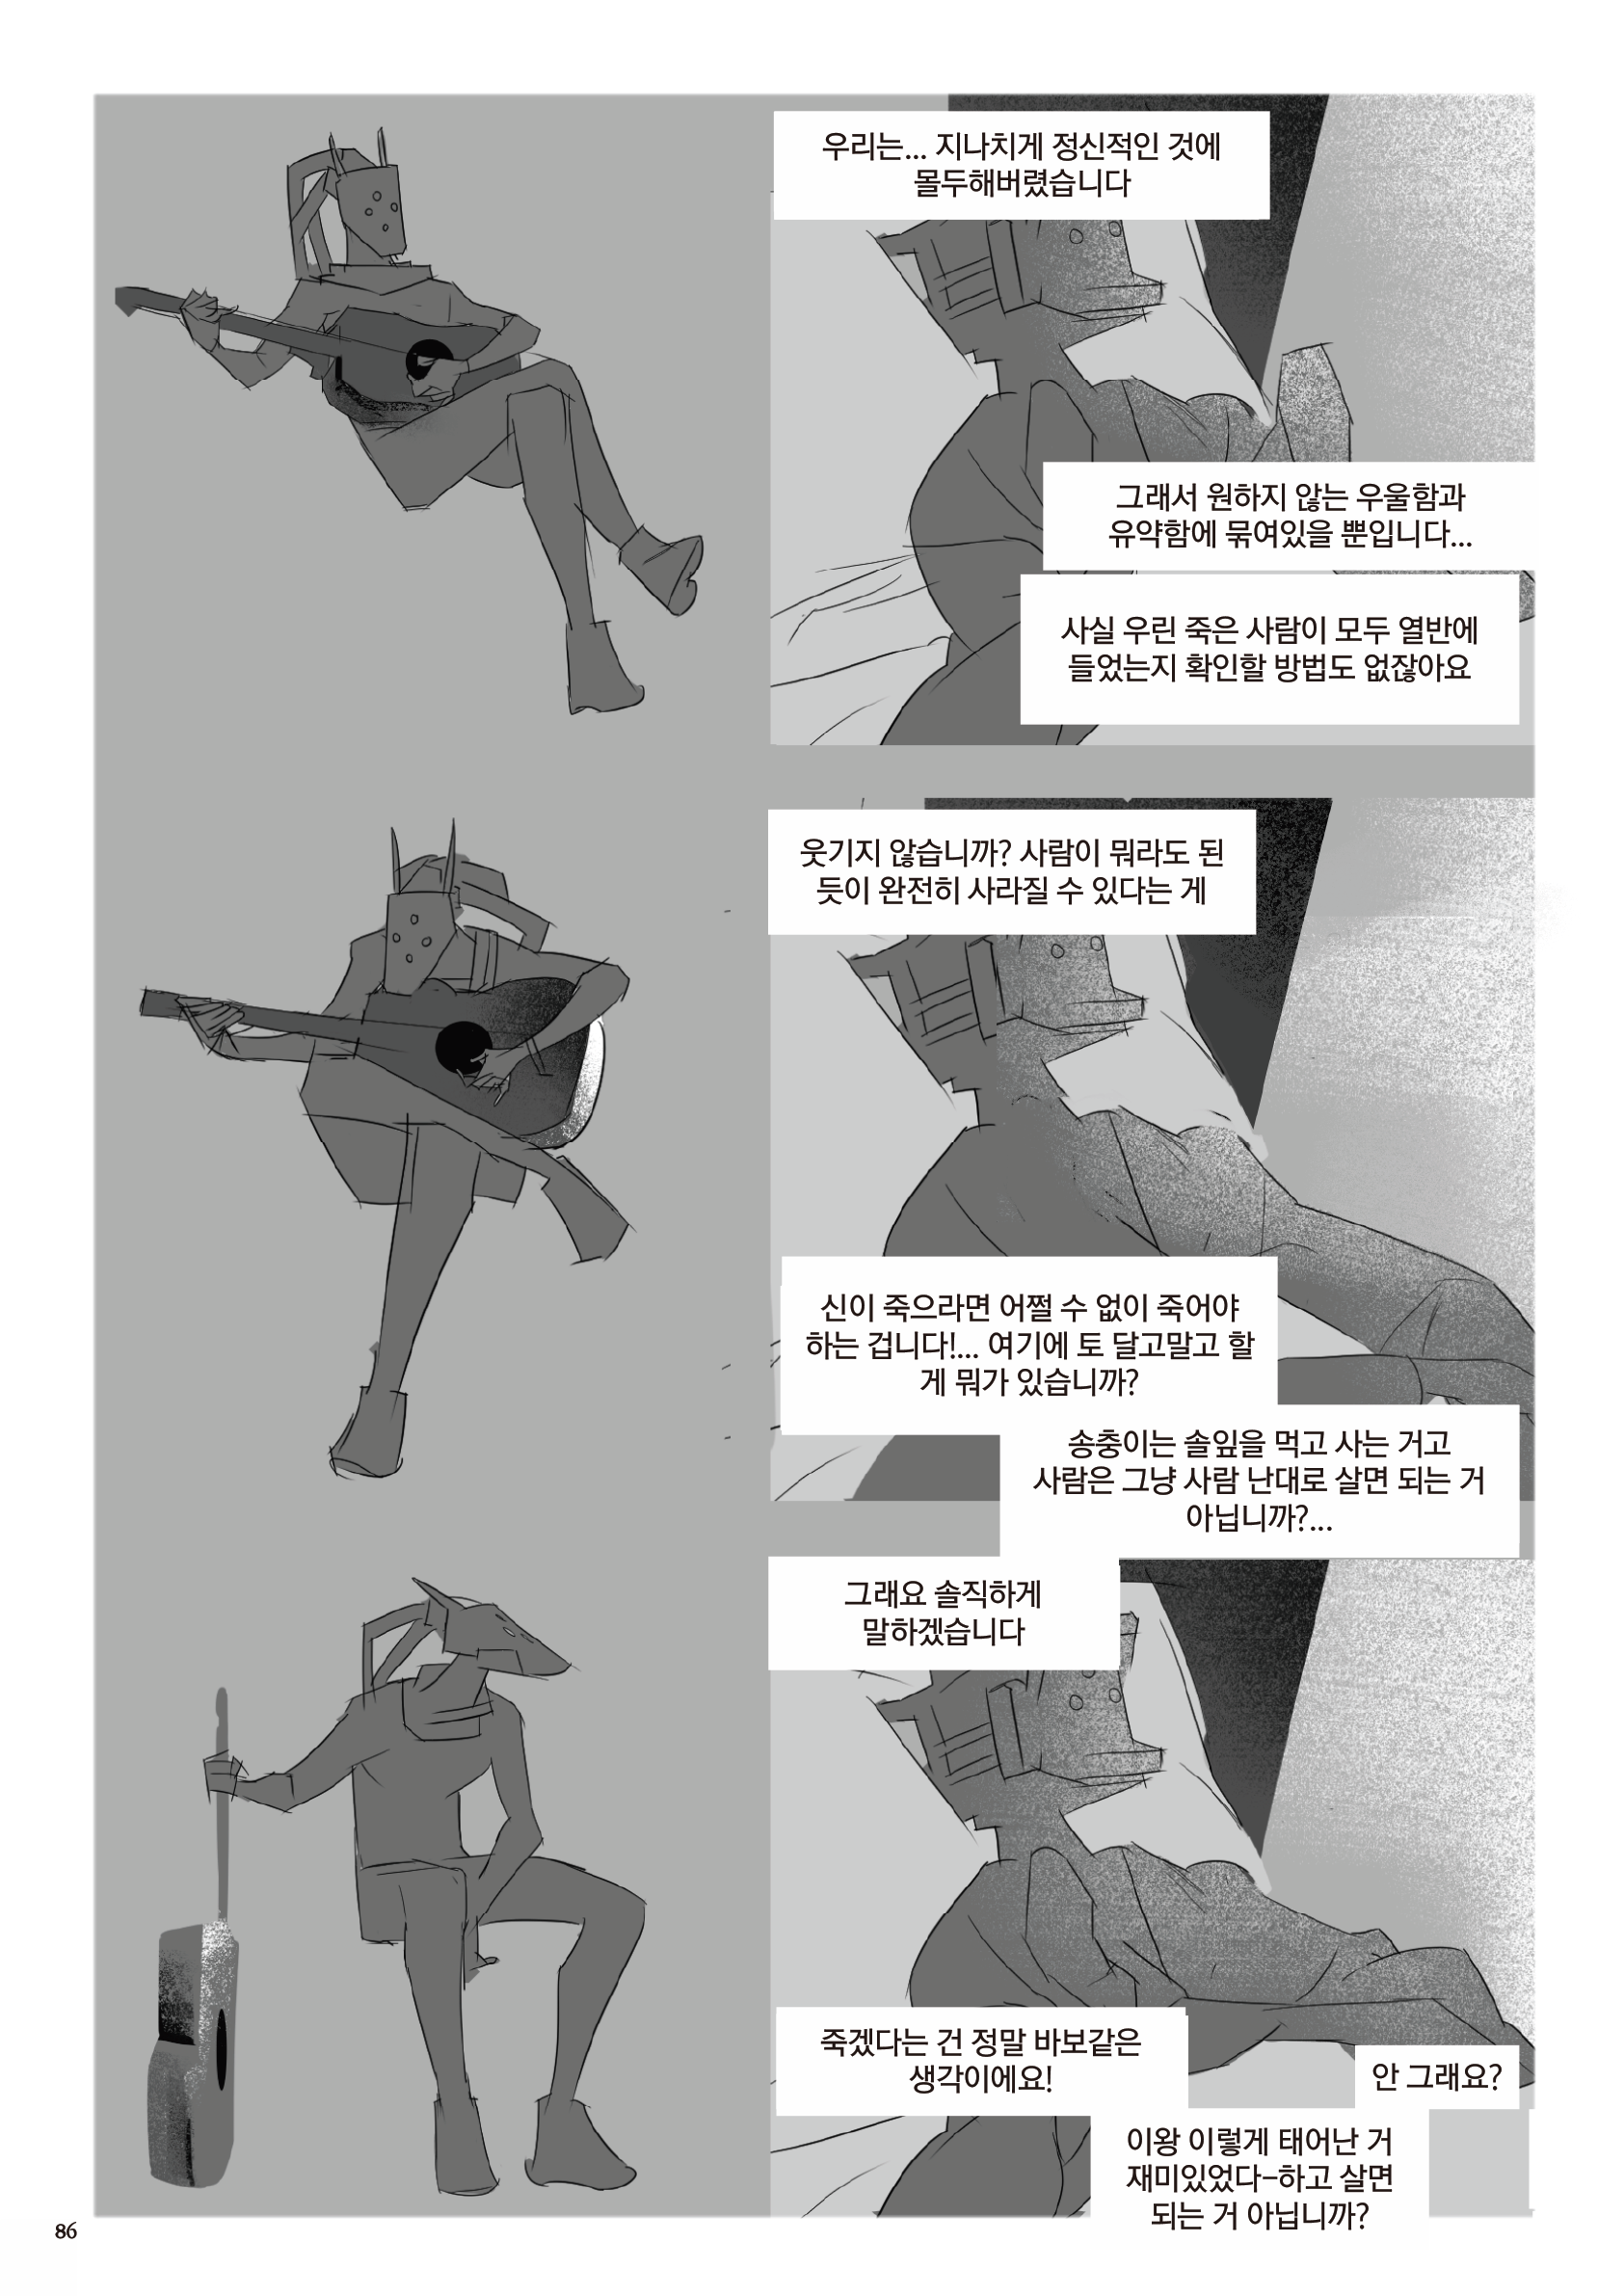 우리는... 지나치게 정신적인 것에
몰두해버렸습니다
그래서 원하지 않는 우울함과
유약함에 묶여있을 뿐입니다...
사실 우린 죽은 사람이 모두 열반에
들었는지 확인할 방법도 없잖아요
웃기지 않습니까? 사람이 뭐라도 된
듯이 완전히 사라질 수 있다는 게
신이 죽으라면 어쩔 수 없이 죽어야
하는 겁니다!... 여기에 토 달고말고 할
게 뭐가 있습니까?
송충이는 솔잎을 먹고 사는 거고
사람은 그냥 사람 난대로 살면 되는 거
아닙니까?...
그래요 솔직하게
말하겠습니다
죽겠다는 건 정말 바보같은
생각이에요!
안 그래요?
이왕 이렇게 태어난 거
재미있었다-하고 살면
되는 거 아닙니까?
86